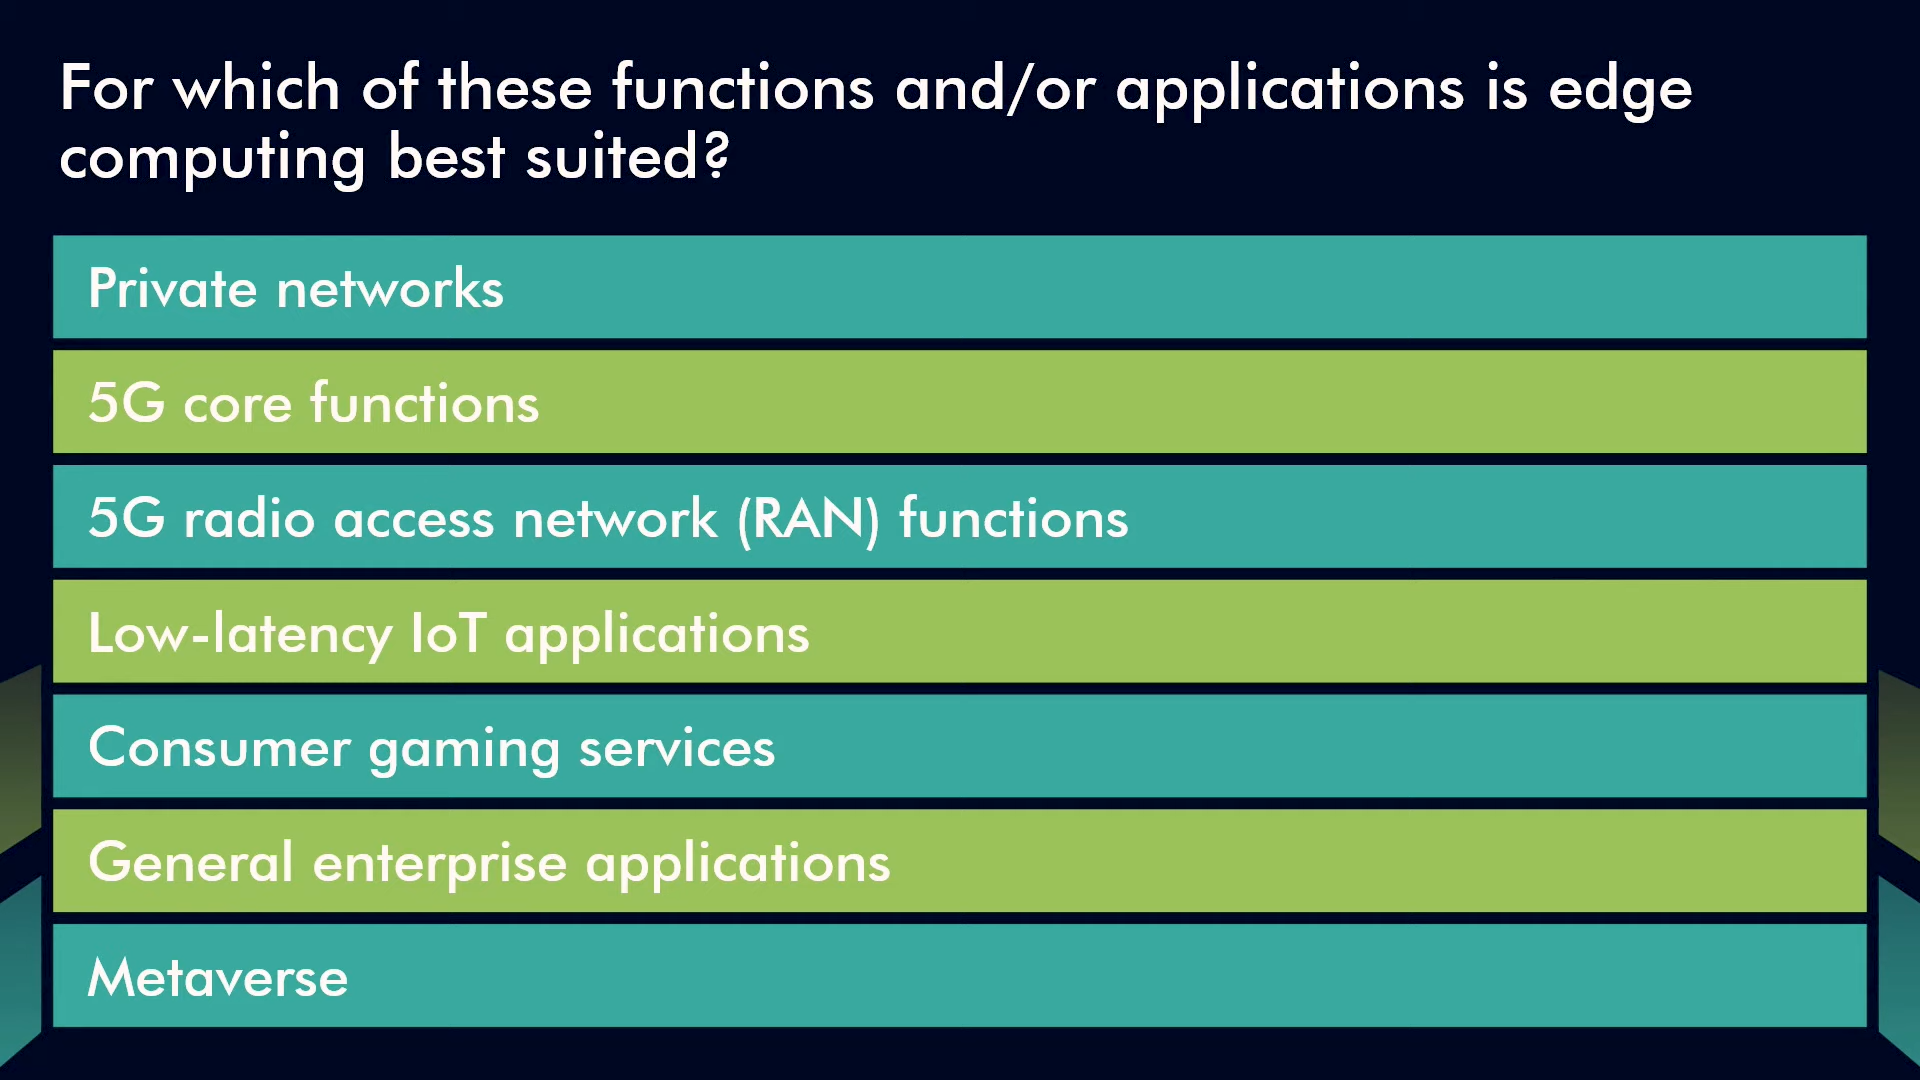 For which of these functions and/or applications is edge
computing best suited?
Private networks
5G core functions
5G radio access network (RAN) functions
Low-latency IoT applications
Consumer gaming services
General enterprise applications
Metaverse